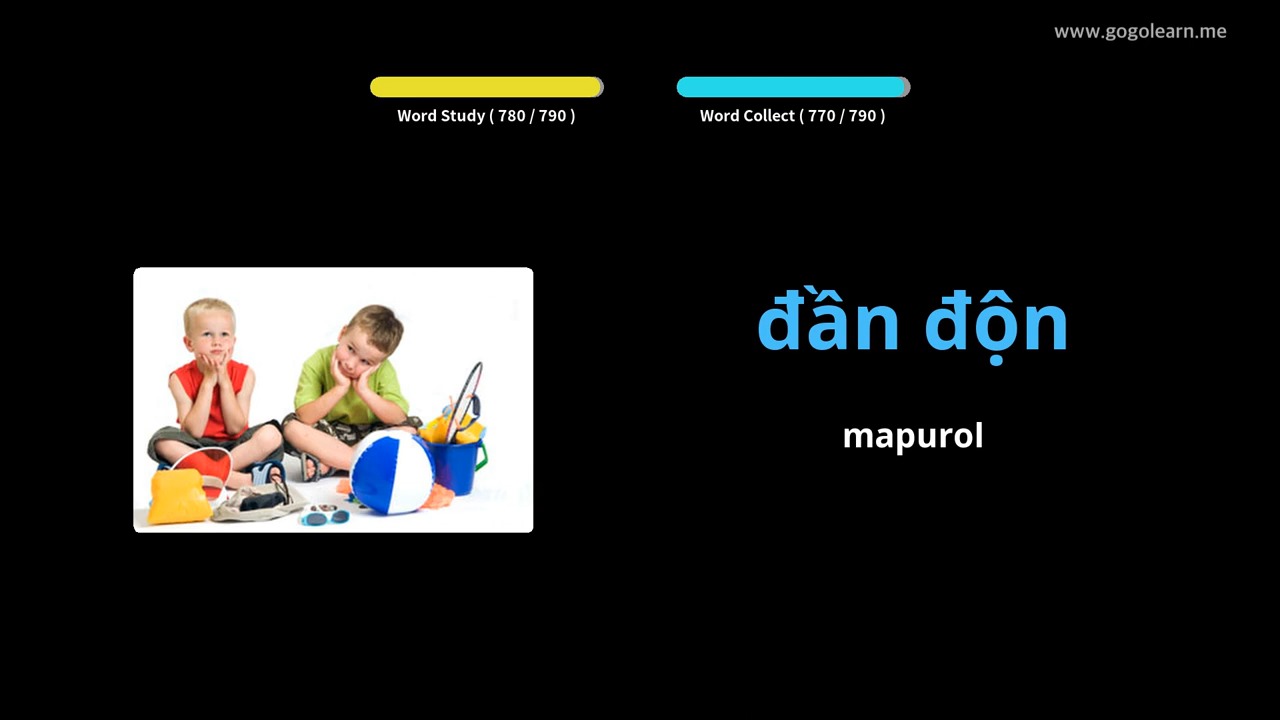 www.gogolearn.me
Word Study ( 780 / 790 )
Word Collect ( 770 / 790 )
đần độn
mapurol